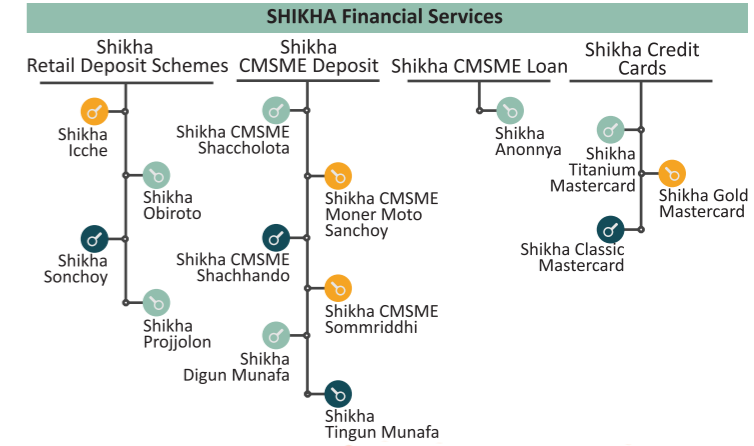 SHIKHA Financial Services
Shikha
Retail Deposit Schemes
Shikha
Icche
Shikha
Obiroto
Shikha
Sonchoy
Shikha
Projjolon
Shikha
CMSME Deposit
Shikha CMSME
Shaccholota
Shikha CMSME
Moner Moto
Sanchoy
Shikha CMSME
Shachhando
Shikha CMSME
Sommriddhi
Shikha
Digun Munafa
Shikha
Tingun Munafa
Shikha CMSME Loan
Shikha
Anonnya
Shikha Credit
Cards
Shikha
Titanium
Mastercard
Shikha Gold
Mastercard
Shikha Classic
Mastercard